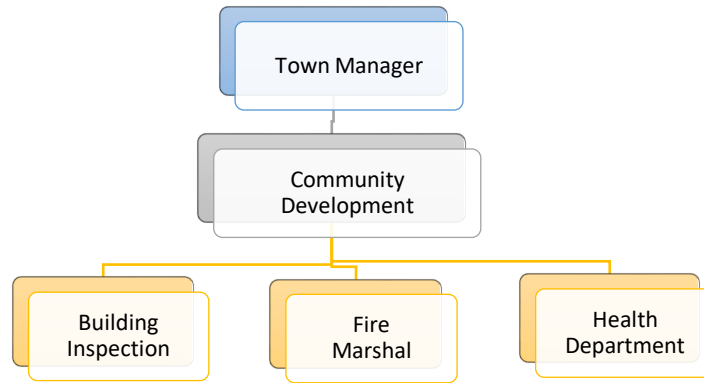 Town Manager
Community
Development
Building
Inspection
Fire
Marshal
Health
Department